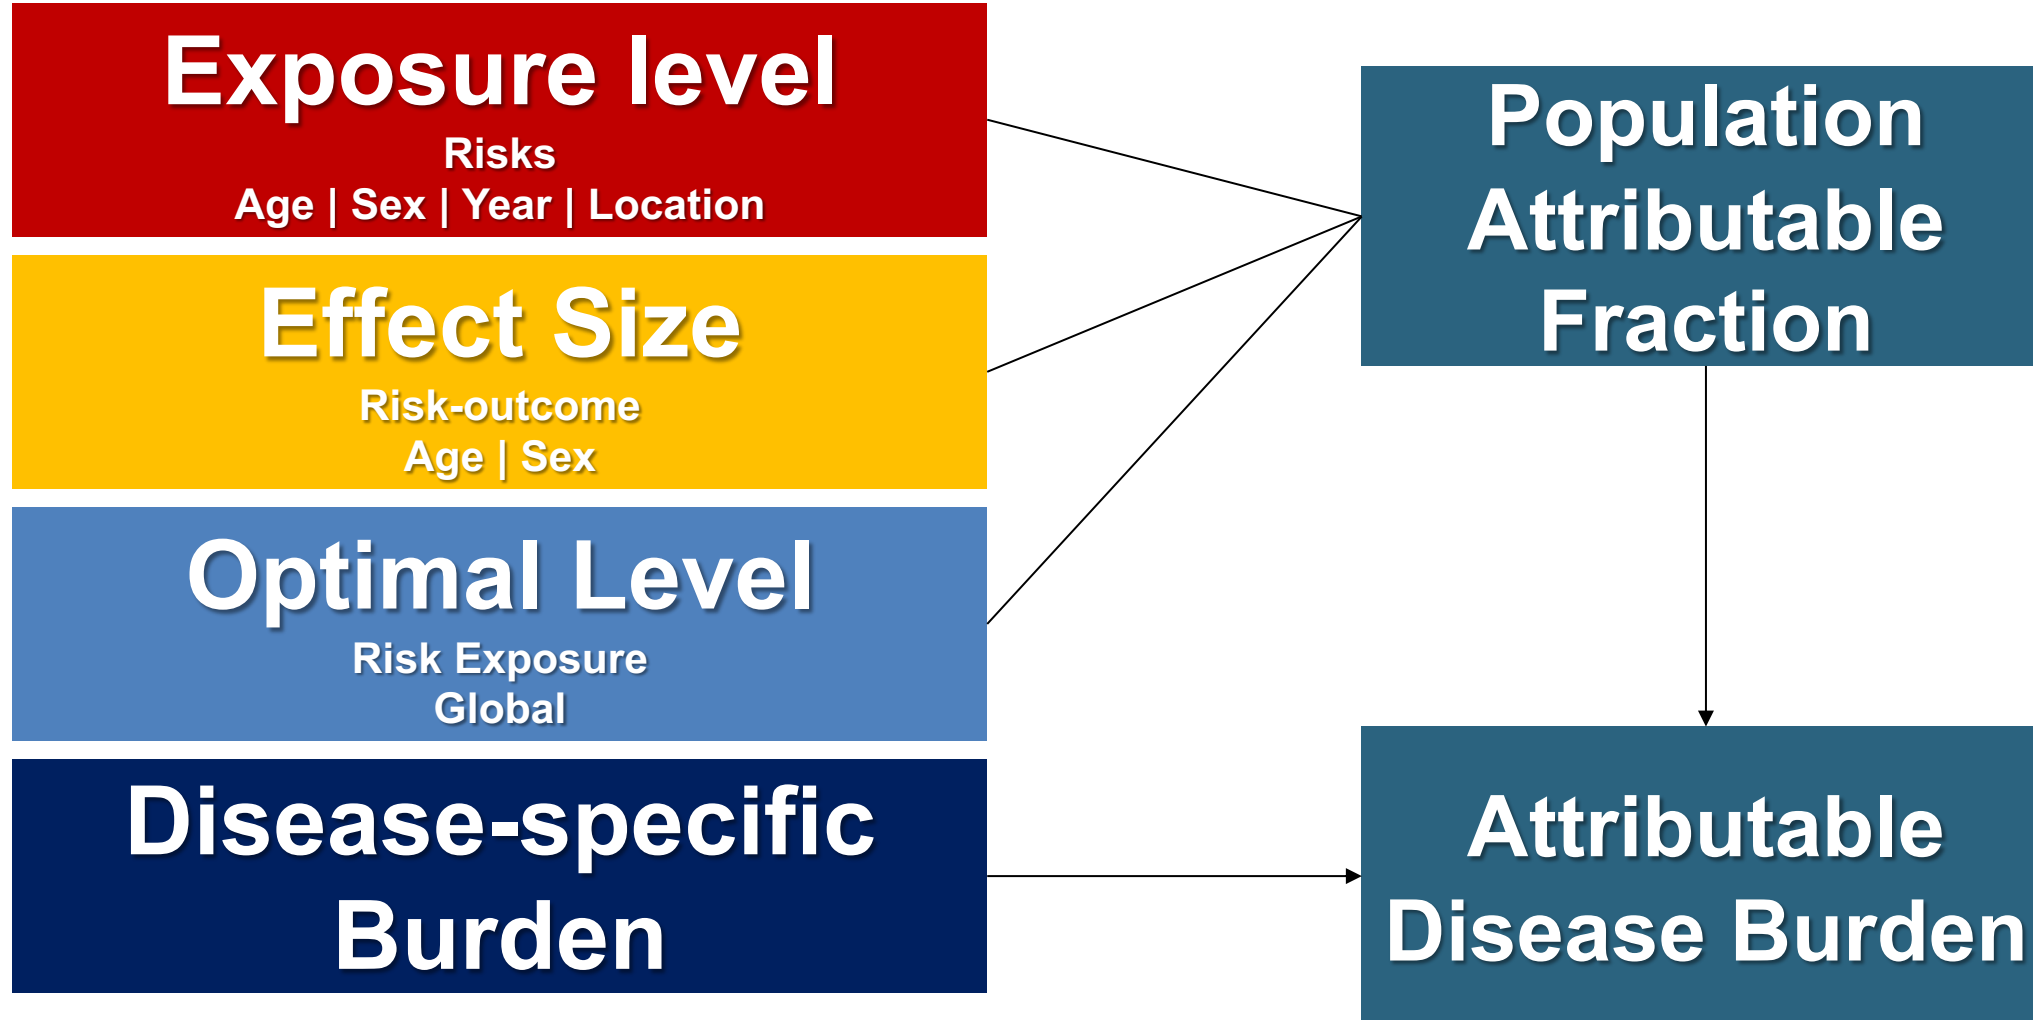 Exposure level
Risks
Age | Sex | Year | Location
Effect Size
Risk-outcome
Age | Sex
Optimal Level
Risk Exposure
Global
Disease-specific
Burden
Population
Attributable
Fraction
Attributable
Disease Burden